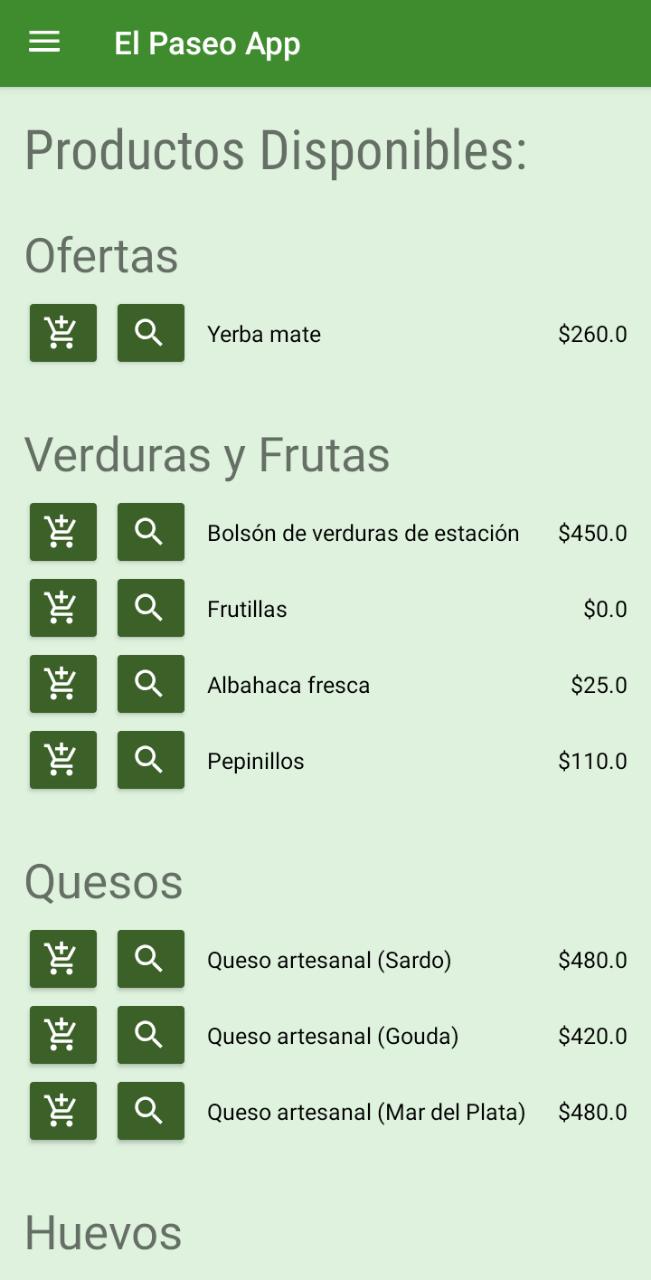 El Paseo App
Productos Disponibles:
Ofertas
Yerba mate $260.0
Verduras y Frutas
Bolsón de verduras de estación $450.0
Frutillas $0.0
Albahaca fresca $25.0
Pepinillos $110.0
Quesos
Queso artesanal (Sardo) $480.0
Queso artesanal (Gouda) $420.0
Queso artesanal (Mar del Plata) $480.0
Huevos